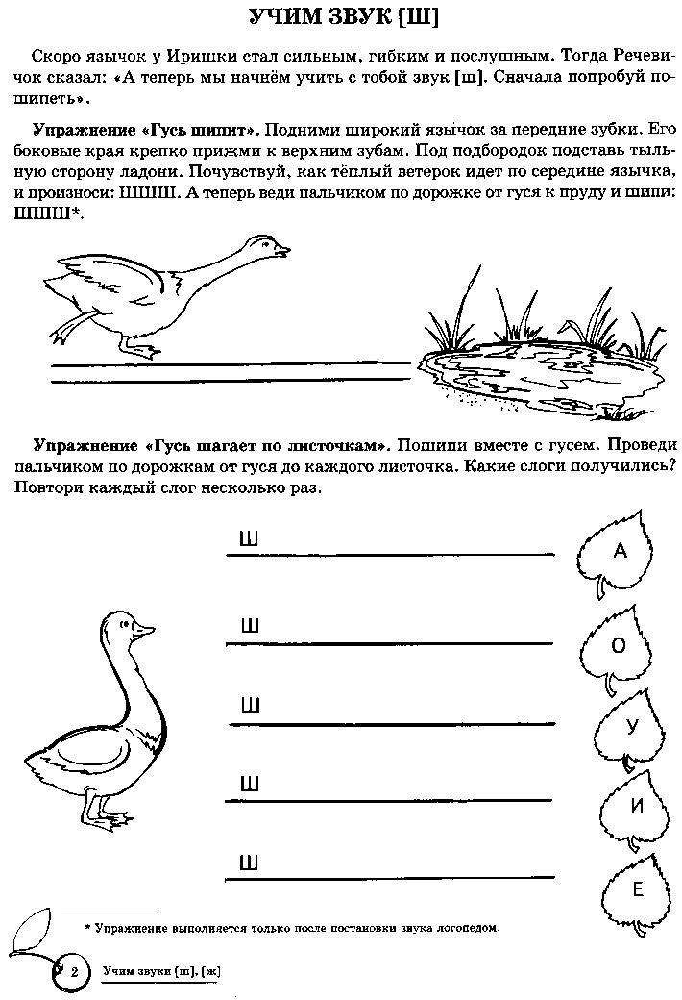 УЧИМ ЗВУК [Ш]
Скоро язычок у Иришки стал сильным, гибким и послушным. Тогда Речеви-
чок сказал: «А теперь мы начнём учить с тобой звук [ш]. Сначала попробуй по-
шипеть».
Упражнение «Гусь шипит». Подними широкий язычок за передние зубки. Его
боковые края крепко прижми к верхним зубам. Под подбородок подставь тыль-
ную сторону ладони. Почувствуй, как тёплый ветерок идет по середине язычка,
и произноси: ШШШ. А теперь веди пальчиком по дорожке от гуся к пруду и шипи:
ШШШ*.
Упражнение «Гусь шагает по листочкам». Пошипи вместе с гусем. Проведи
пальчиком по дорожкам от гуся до каждого листочка. Какие слоги получились?
Повтори каждый слог несколько раз.
Ш А
Ш О
Ш У
Ш И
Ш Е
* Упражнение выполняется только после постановки звука логопедом.
2 Учим звуки [ш], [ж]